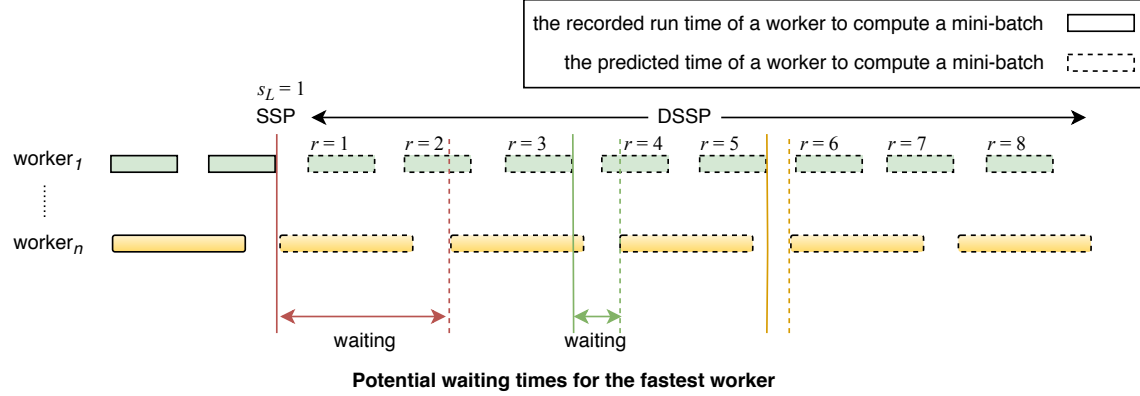 the recorded run time of a worker to compute a mini-batch
the predicted time of a worker to compute a mini-batch
s_L = 1
SSP
DSSP
r = 1 r = 2 r = 3 r = 4 r = 5 r = 6 r = 7 r = 8
worker_1
worker_n
waiting waiting
Potential waiting times for the fastest worker